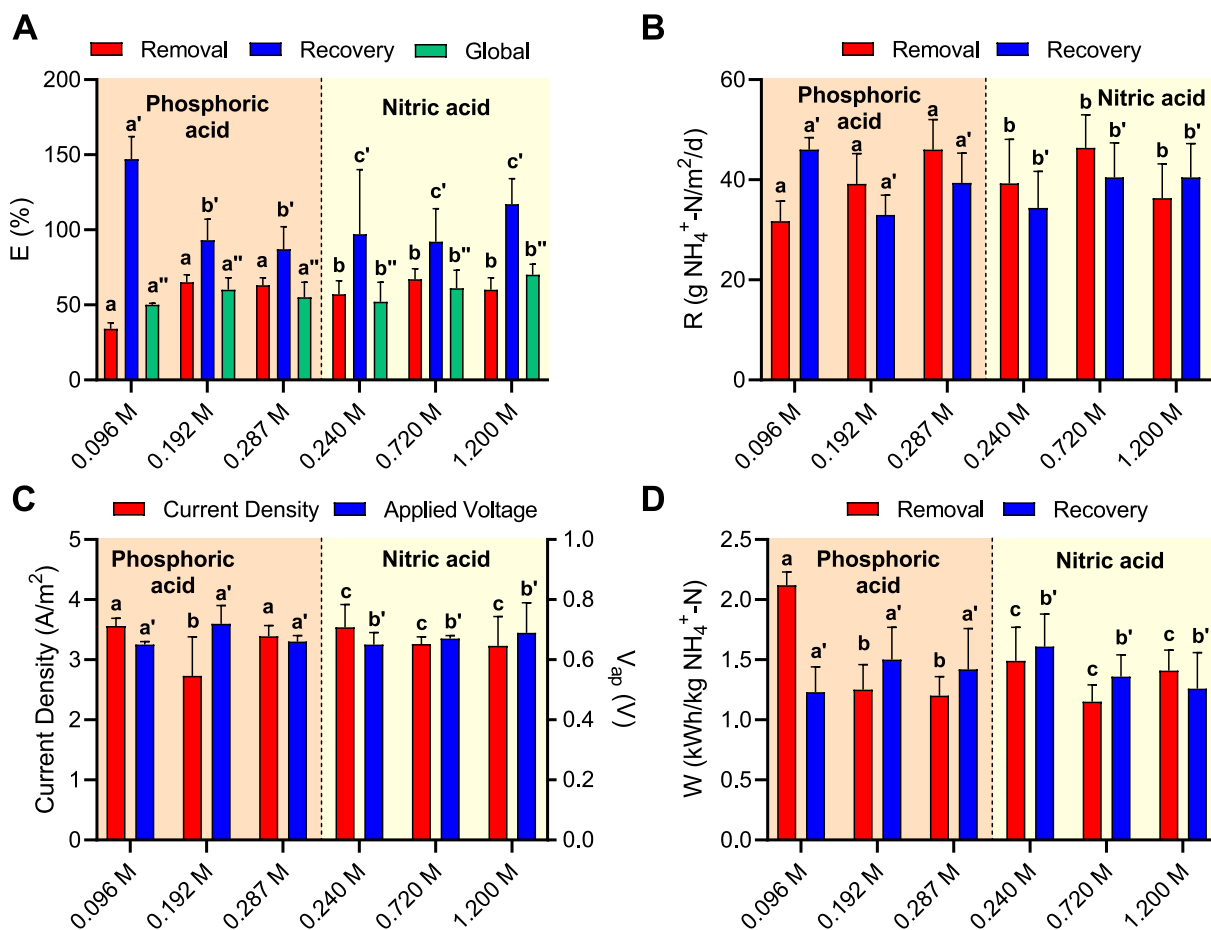 A
Removal Recovery Global
E (%)
200
150
100
50
0
Phosphoric
acid
Nitric acid
a a' a'' a b' a'' a b' a'' b c' b'' b c' b'' b c' b''
0.096 M 0.192 M 0.287 M 0.240 M 0.720 M 1.200 M
B
Removal Recovery
R (g NH₄⁺-N/m²/d)
60
40
20
0
Phosphoric
acid
Nitric acid
a a' a a' a a' b b' b b' b b'
0.096 M 0.192 M 0.287 M 0.240 M 0.720 M 1.200 M
C
Current Density Applied Voltage
Current Density (A/m²)
5
4
3
2
1
0
Phosphoric
acid
Nitric acid
a a' b a' a a' c b' c b' c b'
1.0
0.8
0.6
0.4
0.2
0.0
Vₐₚ (V)
0.096 M 0.192 M 0.287 M 0.240 M 0.720 M 1.200 M
D
Removal Recovery
W (kWh/kg NH₄⁺-N)
2.5
2.0
1.5
1.0
0.5
0.0
Phosphoric
acid
Nitric acid
a a' b a' b a' c b' c b' c b'
0.096 M 0.192 M 0.287 M 0.240 M 0.720 M 1.200 M